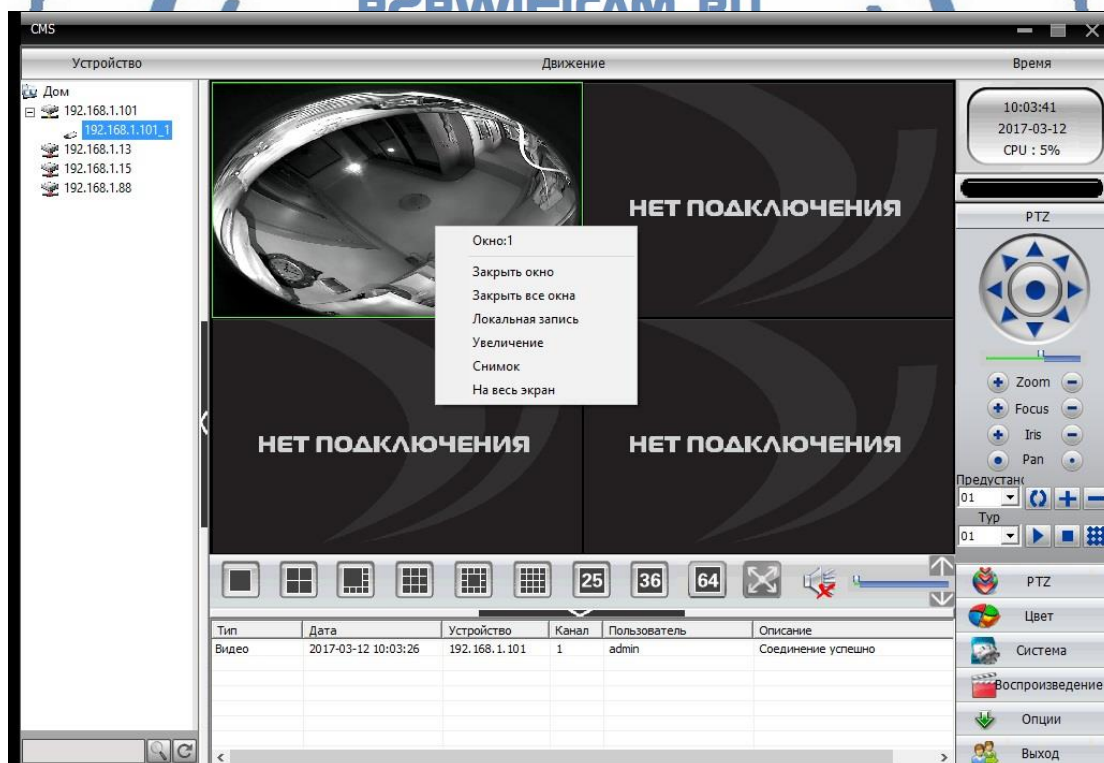 B2BWIFICAM.RU
CMS
Устройство
Движение
Время
Дом
192.168.1.101
192.168.1.101_1
192.168.1.13
192.168.1.15
192.168.1.88
НЕТ ПОДКЛЮЧЕНИЯ
Окно:1
Закрыть окно
Закрыть все окна
Локальная запись
Увеличение
Снимок
На весь экран
НЕТ ПОДКЛЮЧЕНИЯ
НЕТ ПОДКЛЮЧЕНИЯ
10:03:41
2017-03-12
CPU : 5%
PTZ
Zoom
Focus
Iris
Pan
Предустан
01
Тур
01
25 36 64
Тип Дата Устройство Канал Пользователь Описание
Видео 2017-03-12 10:03:26 192.168.1.101 1 admin Соединение успешно
PTZ
Цвет
Система
Воспроизведение
Опции
Выход